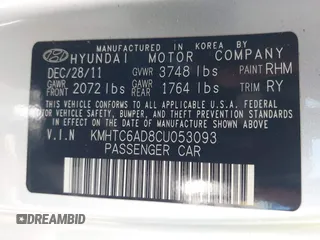 MANUFACTURED IN KOREA BY
HYUNDAI MOTOR COMPANY
DEC/28/11 GVWR 3748 lbs PAINT RHM
GAWR FRONT 2072 lbs GAWR REAR 1764 lbs TRIM RY
THIS VEHICLE CONFORMS TO ALL APPLICABLE U.S. FEDERAL MOTOR VEHICLE SAFETY, BUMPER, AND THEFT PREVENTION STANDARDS IN EFFECT ON THE DATE OF MANUFACTURE SHOWN ABOVE.
V.I.N KMHTC6AD8CU053093
PASSENGER CAR
DREAMBID